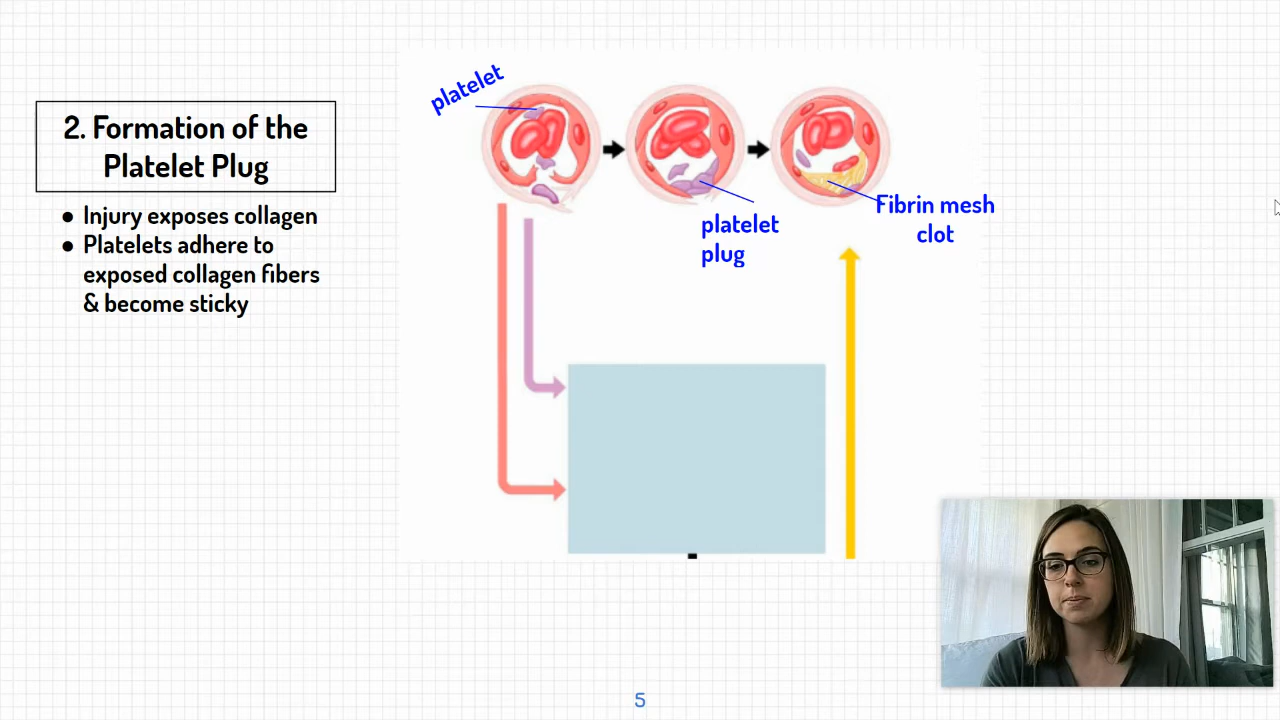 2. Formation of the
Platelet Plug
● Injury exposes collagen
● Platelets adhere to
exposed collagen fibers
& become sticky
platelet
platelet
plug
Fibrin mesh
clot
5